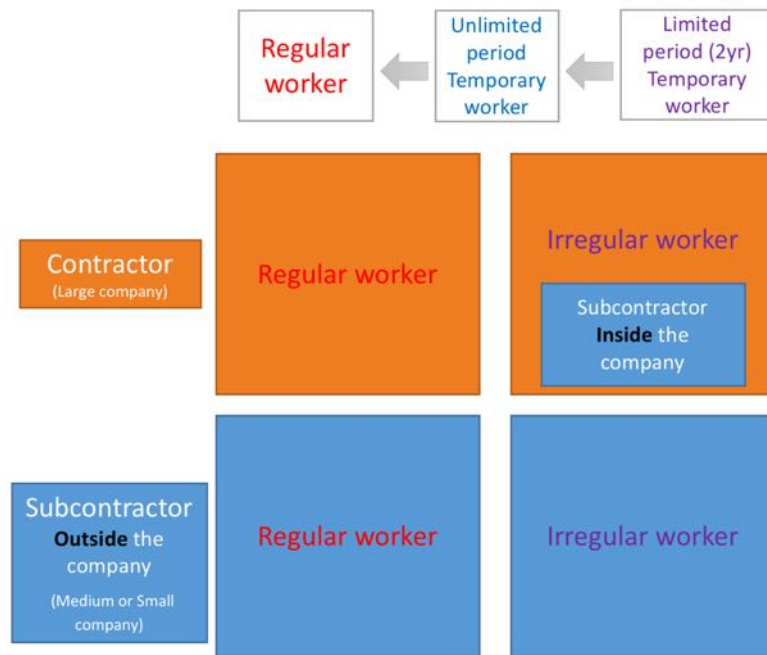 Regular
worker
Unlimited
period
Temporary
worker
Limited
period (2yr)
Temporary
worker
Contractor
(Large company)
Regular worker
Irregular worker
Subcontractor
Inside the
company
Subcontractor
Outside the
company
(Medium or Small
company)
Regular worker
Irregular worker